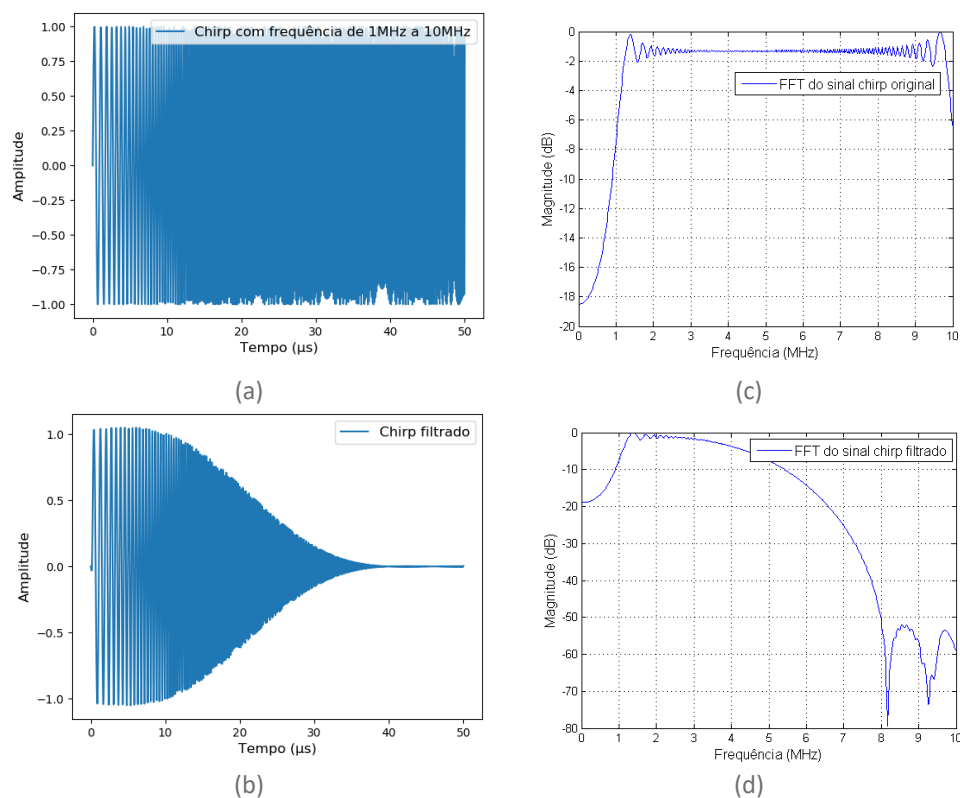 1.00
0.75
0.50
0.25
0.00
−0.25
−0.50
−0.75
−1.00
Amplitude
Chirp com frequência de 1MHz a 10MHz
0 10 20 30 40 50
Tempo (μs)
(a)
0
-2
-4
-6
-8
-10
-12
-14
-16
-18
-20
Magnitude (dB)
FFT do sinal chirp original
0 1 2 3 4 5 6 7 8 9 10
Frequência (MHz)
(c)
1.0
0.5
0.0
−0.5
−1.0
Amplitude
Chirp filtrado
0 10 20 30 40 50
Tempo (μs)
(b)
0
-10
-20
-30
-40
-50
-60
-70
-80
Magnitude (dB)
FFT do sinal chirp filtrado
0 1 2 3 4 5 6 7 8 9 10
Frequência (MHz)
(d)